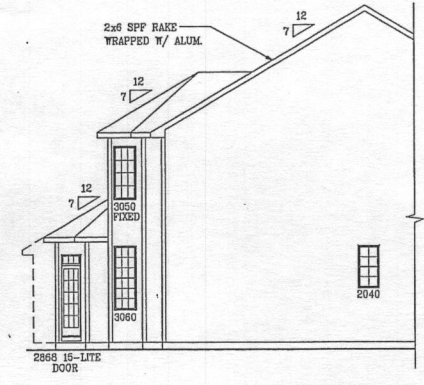 2x6 SPF RAKE
WRAPPED W/ ALUM.
12
7
12
7
12
7
3050
FIXED
3060
2040
2868 15-LITE
DOOR